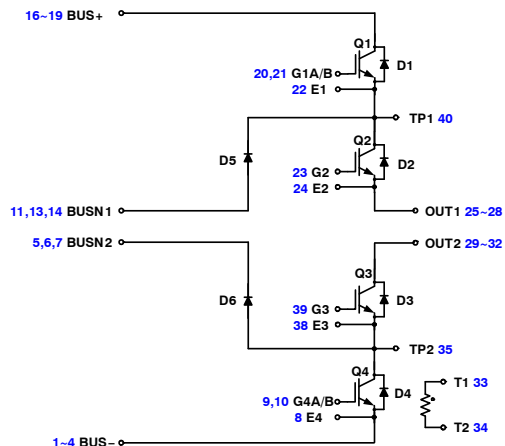 16~19 BUS+
Q1
D1
20,21 G1A/B
22 E1
TP1 40
Q2
D5
D2
23 G2
24 E2
11,13,14 BUSN1
OUT1 25~28
5,6,7 BUSN2
OUT2 29~32
Q3
D6
D3
39 G3
38 E3
TP2 35
Q4
D4
T1 33
9,10 G4A/B
8 E4
T2 34
1~4 BUS−